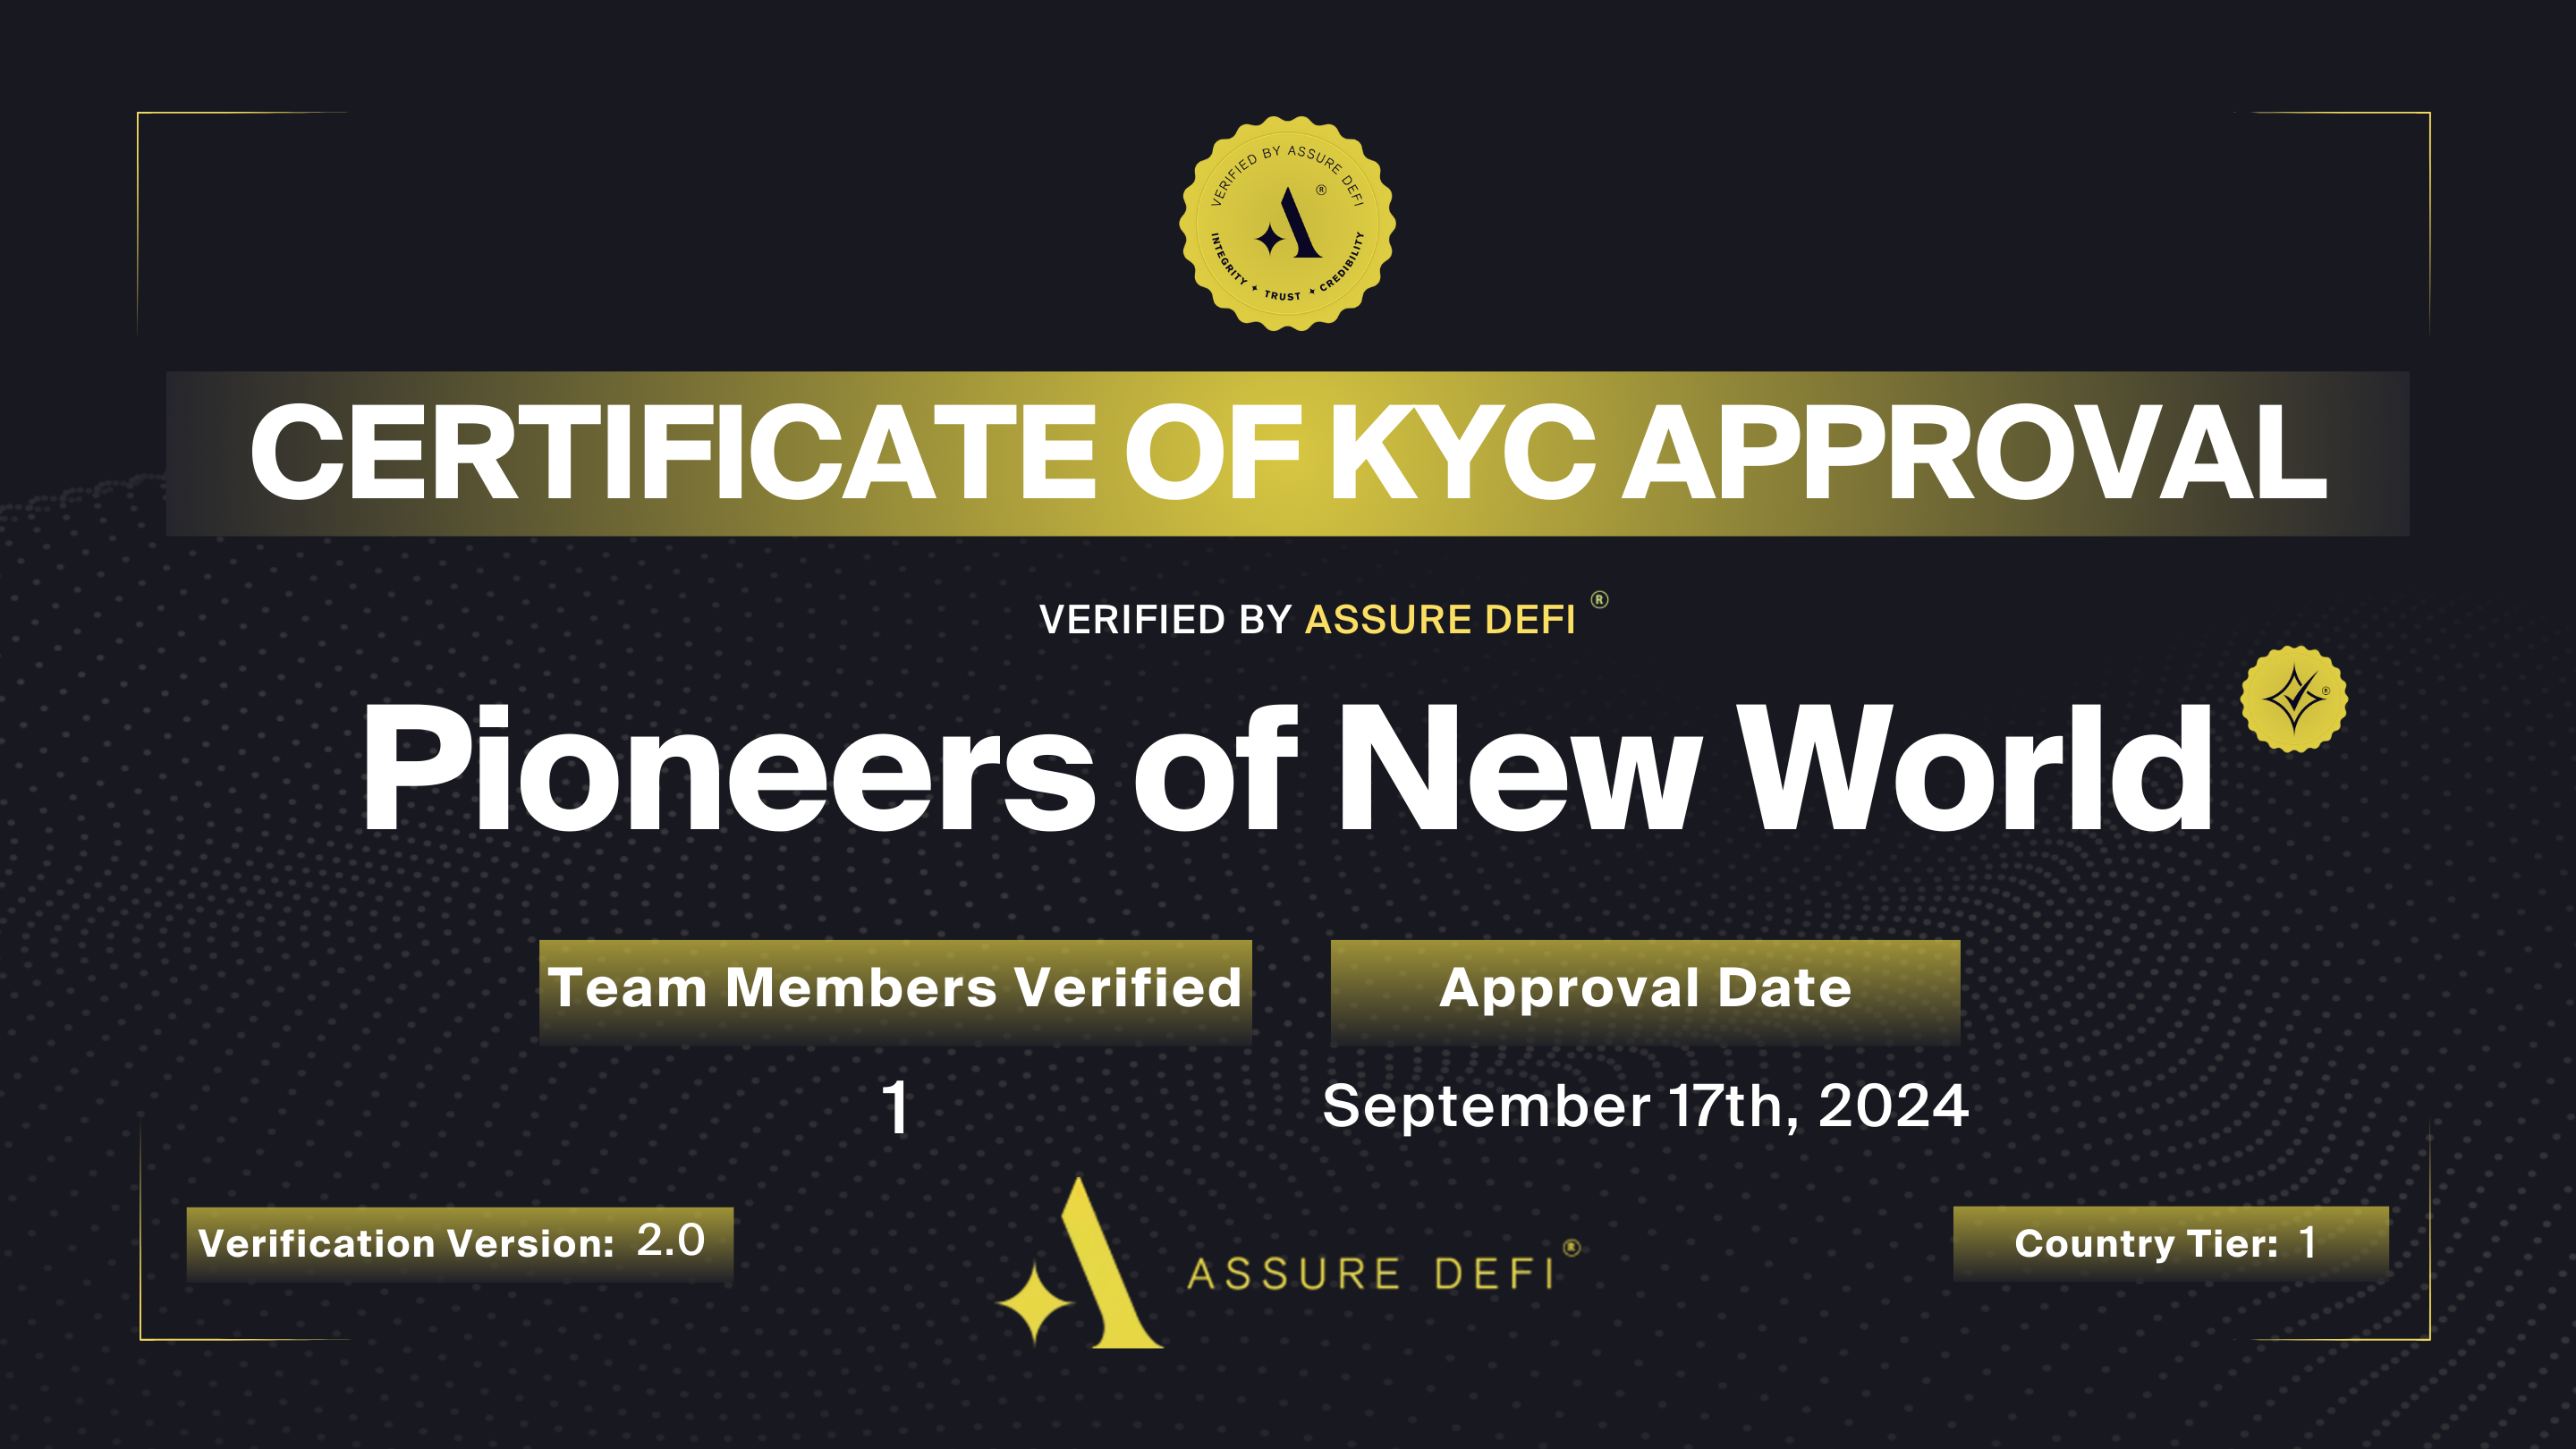 VERIFIED BY ASSURE DEFI
A ®
INTEGRITY ✦ TRUST ✦ CREDIBILITY
CERTIFICATE OF KYC APPROVAL
VERIFIED BY ASSURE DEFI ®
Pioneers of New World
®
Team Members Verified
Approval Date
1
September 17th, 2024
Verification Version: 2.0
ASSURE DEFI ®
Country Tier: 1